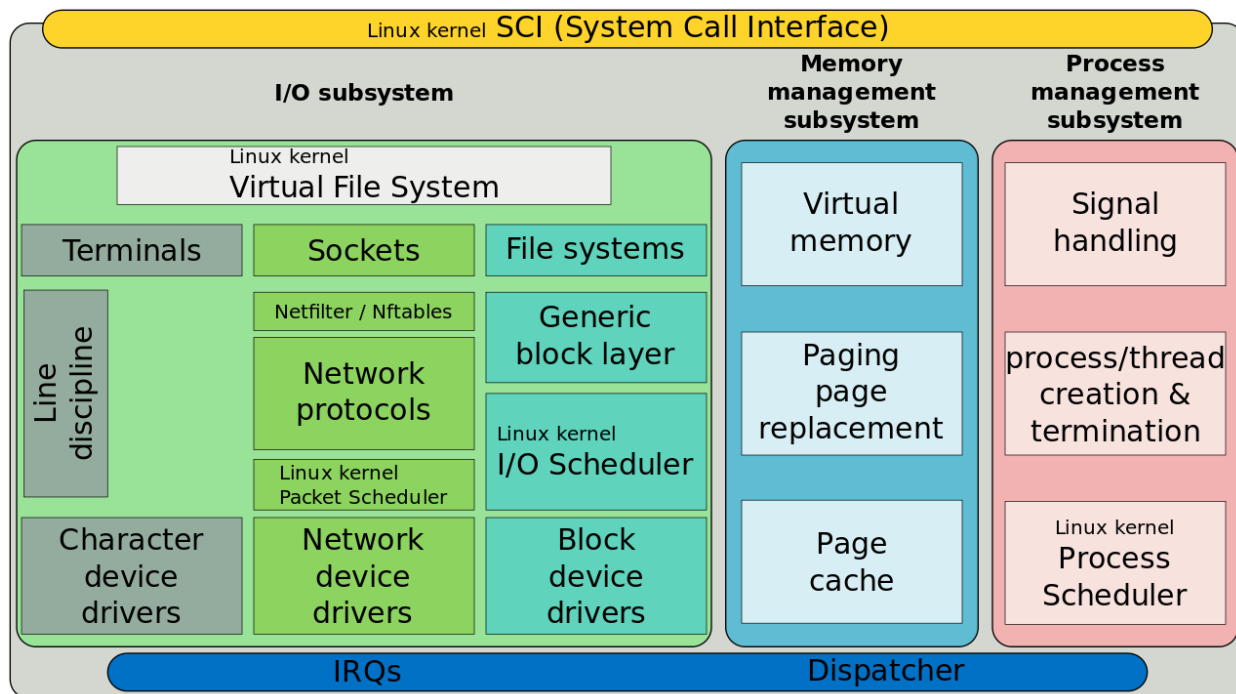 Linux kernel SCI (System Call Interface)
I/O subsystem
Memory
management
subsystem
Process
management
subsystem
Linux kernel
Virtual File System
Terminals
Sockets
File systems
Line
discipline
Netfilter / Nftables
Network
protocols
Linux kernel
Packet Scheduler
Generic
block layer
Linux kernel
I/O Scheduler
Character
device
drivers
Network
device
drivers
Block
device
drivers
Virtual
memory
Paging
page
replacement
Page
cache
Signal
handling
process/thread
creation &
termination
Linux kernel
Process
Scheduler
IRQs
Dispatcher